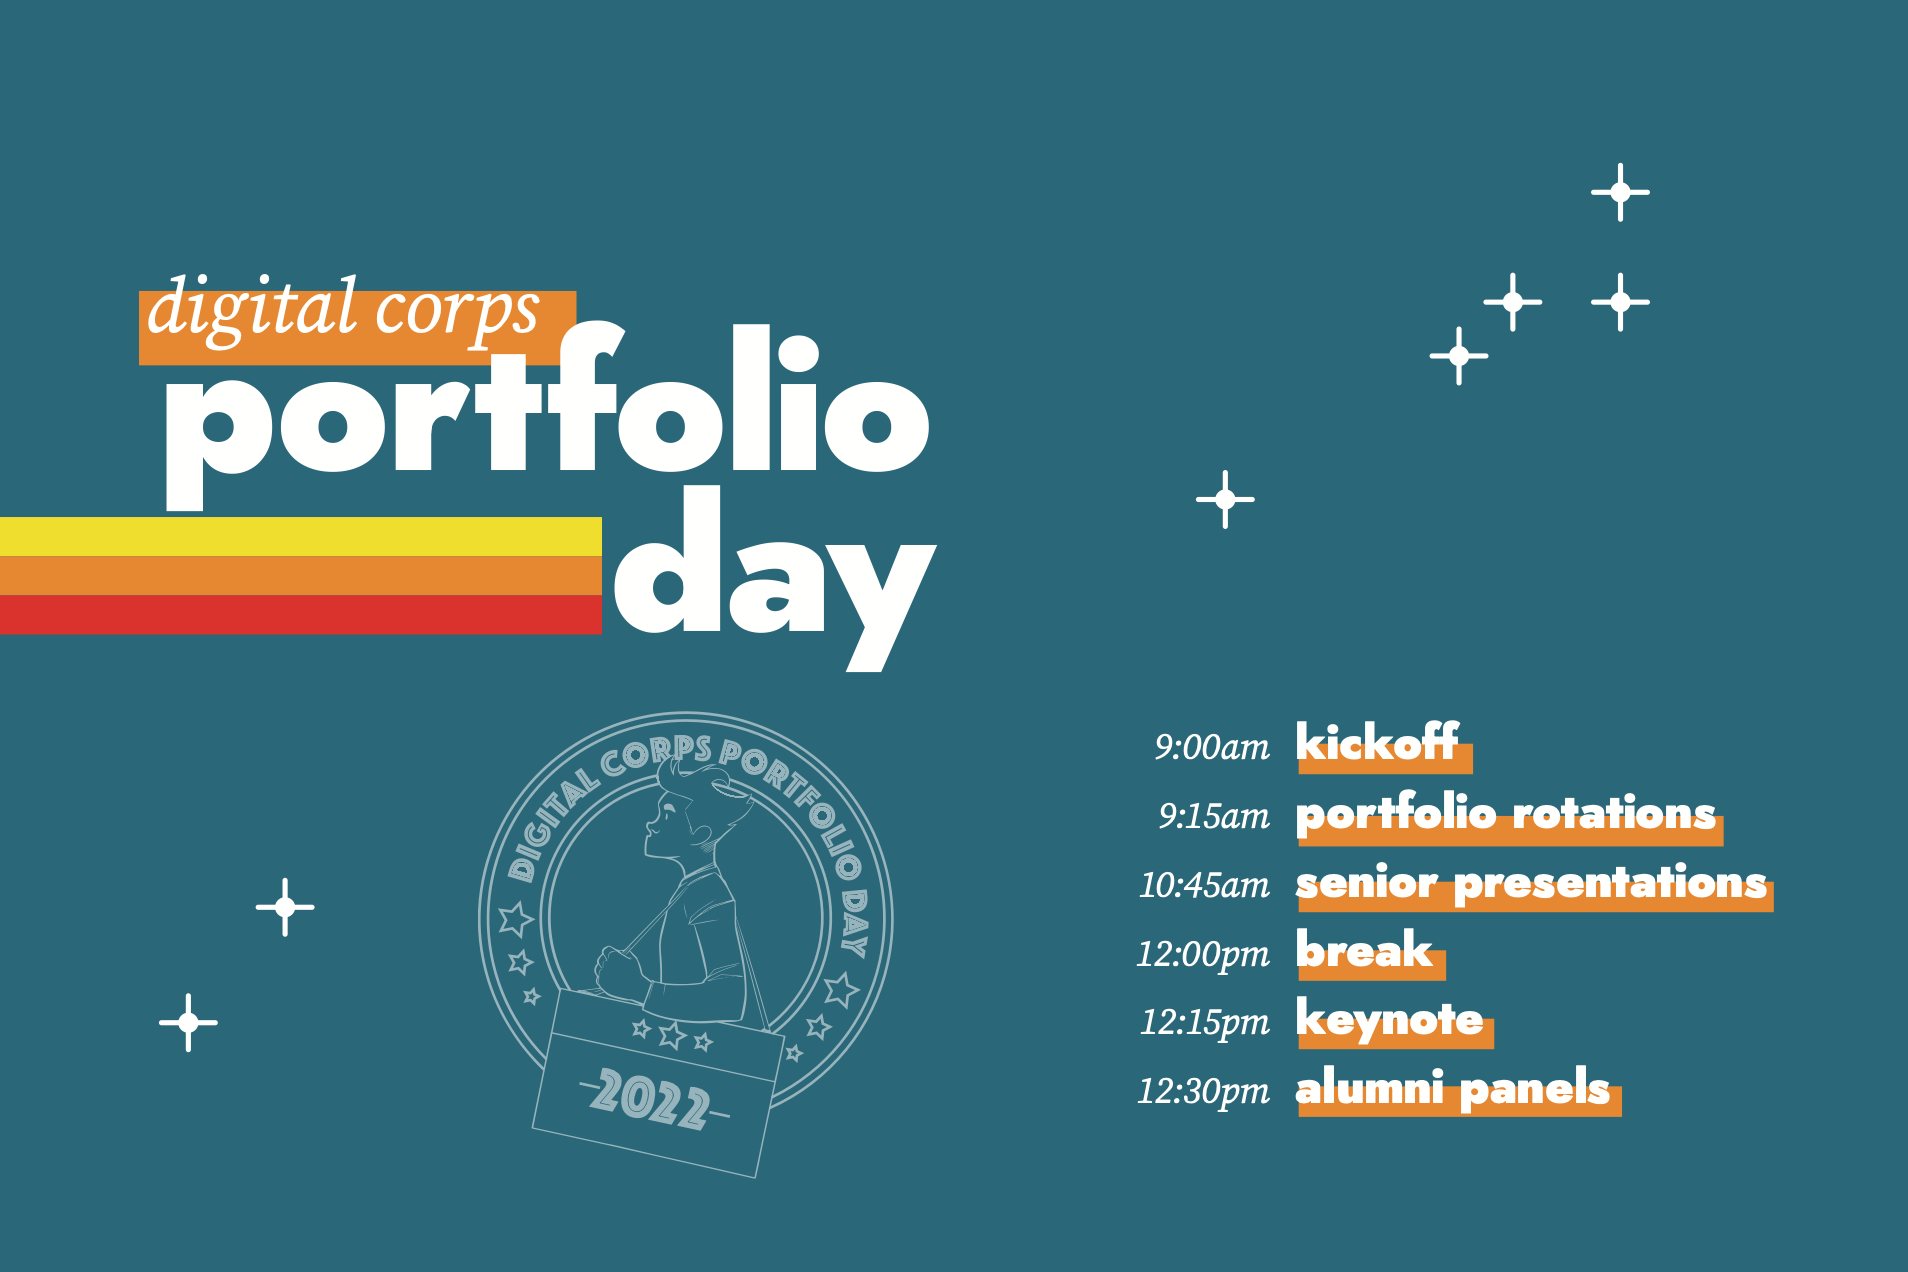 digital corps
portfolio
day
DIGITAL CORPS PORTFOLIO DAY
2022
9:00am kickoff
9:15am portfolio rotations
10:45am senior presentations
12:00pm break
12:15pm keynote
12:30pm alumni panels